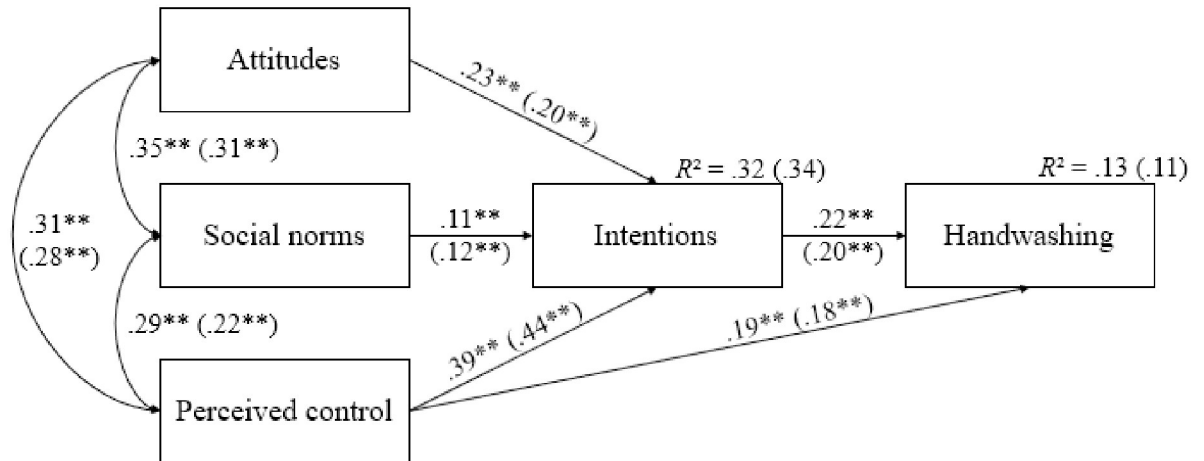 Attitudes
.23** (.20**)
.35** (.31**)
R² = .32 (.34)
R² = .13 (.11)
.31**
(.28**)
Social norms
.11**
(.12**)
Intentions
.22**
(.20**)
Handwashing
.29** (.22**)
.39** (.44**)
.19** (.18**)
Perceived control